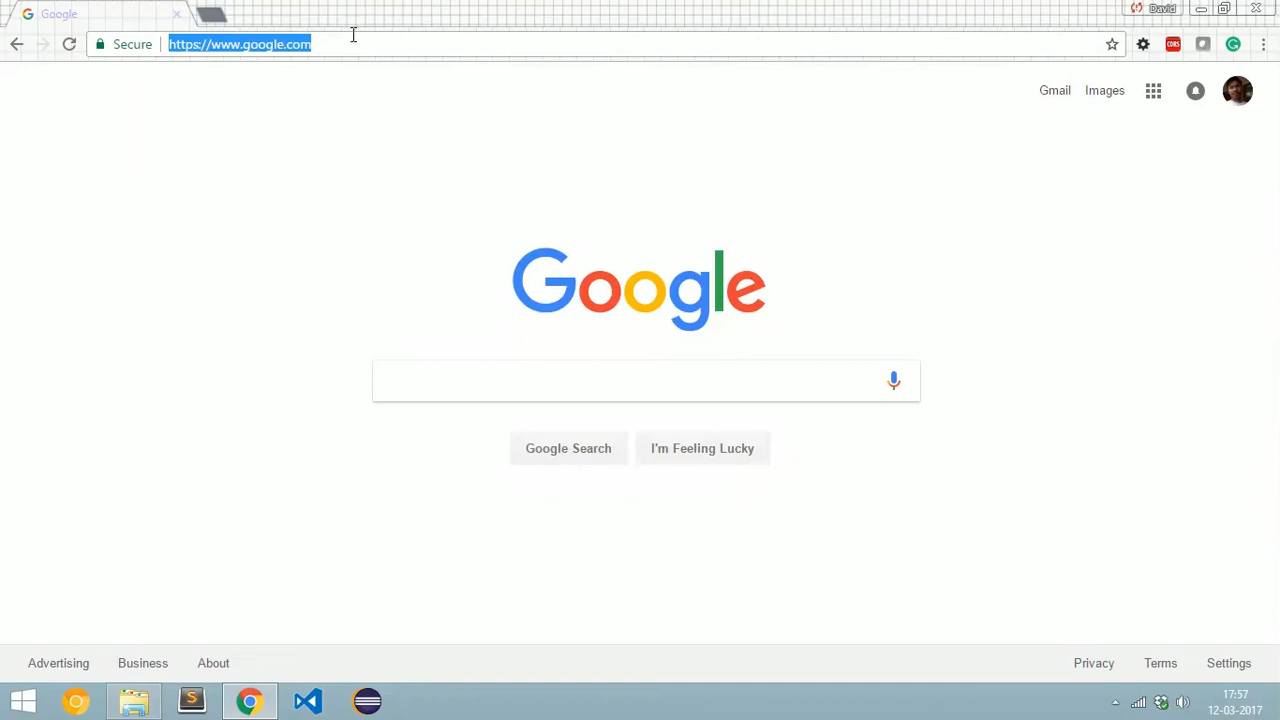 Google
David
Secure
https://www.google.com
CORS
Gmail
Images
Google
Google Search
I'm Feeling Lucky
Advertising
Business
About
Privacy
Terms
Settings
17:57
12-03-2017